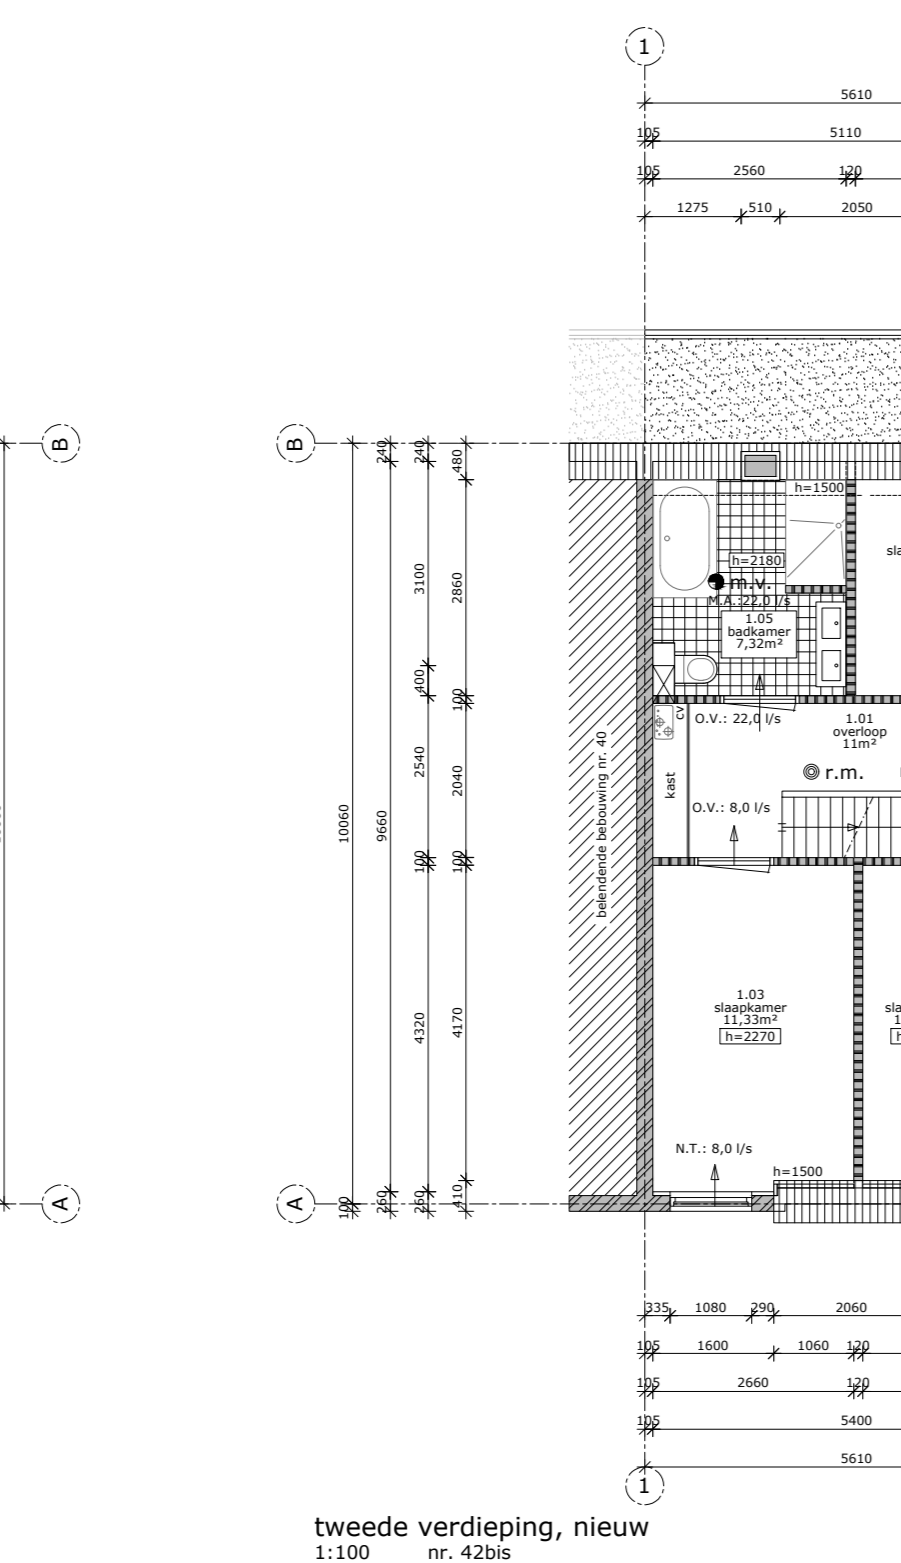 1
5610
105 5110
105 2560 120
1275 510 2050
B
B
240
240
480
h=1500
sla
3100
2860
h=2180
m.v.
M.A.:22,0 l/s
1.05
badkamer
7,32m²
400
100
cv
O.V.: 22,0 l/s
1.01
overloop
11m²
2540
2040
belendende bebouwing nr. 40
kast
r.m.
O.V.: 8,0 l/s
10060
9660
100
100
1.03
slaapkamer
11,33m²
h=2270
sla
1
h
4320
4170
N.T.: 8,0 l/s
h=1500
A
A
100
260
260
410
335 1080 290 2060
105 1600 1060 120
105 2660 120
105 5400
5610
1
tweede verdieping, nieuw
1:100 nr. 42bis